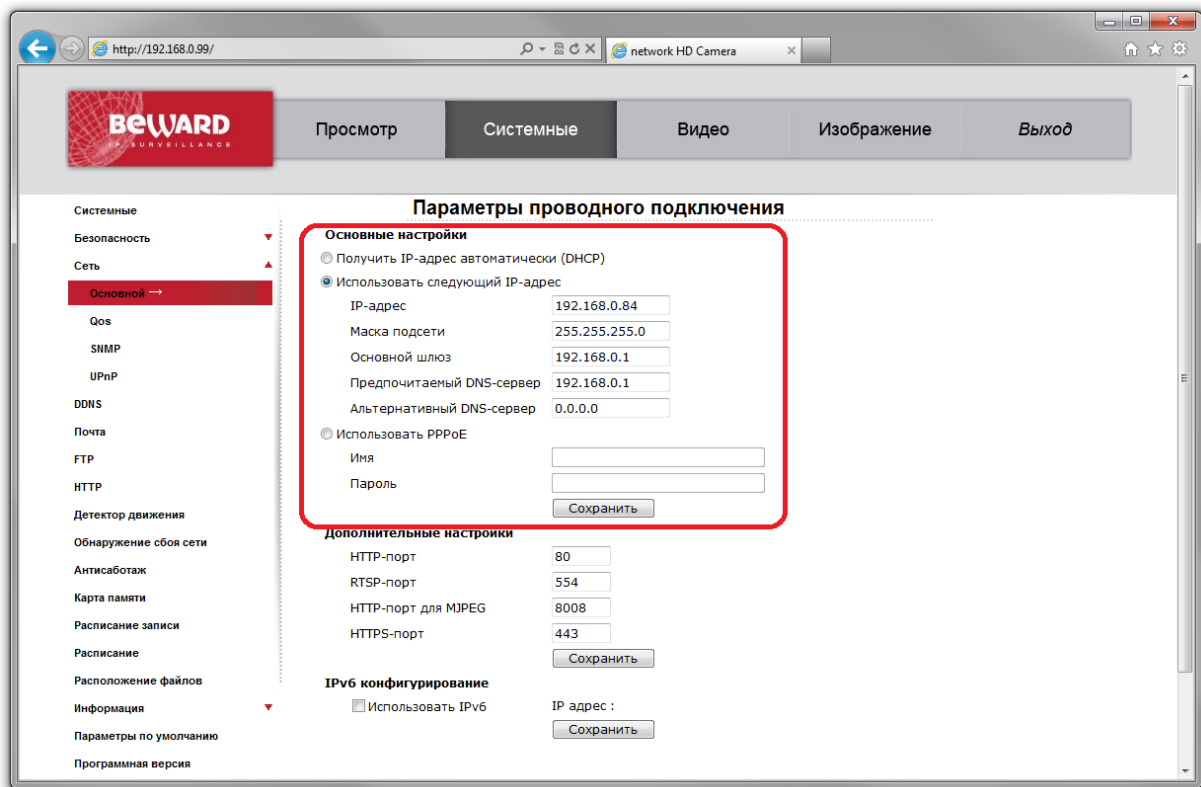 http://192.168.0.99/
network HD Camera
BEWARD
IP SURVEILLANCE
Просмотр
Системные
Видео
Изображение
Выход
Системные
Безопасность
Сеть
Основной →
Qos
SNMP
UPnP
DDNS
Почта
FTP
HTTP
Детектор движения
Обнаружение сбоя сети
Антисаботаж
Карта памяти
Расписание записи
Расписание
Расположение файлов
Информация
Параметры по умолчанию
Программная версия
Параметры проводного подключения
Основные настройки
Получить IP-адрес автоматически (DHCP)
Использовать следующий IP-адрес
IP-адрес 192.168.0.84
Маска подсети 255.255.255.0
Основной шлюз 192.168.0.1
Предпочитаемый DNS-сервер 192.168.0.1
Альтернативный DNS-сервер 0.0.0.0
Использовать PPPoE
Имя
Пароль
Сохранить
Дополнительные настройки
HTTP-порт 80
RTSP-порт 554
HTTP-порт для MJPEG 8008
HTTPS-порт 443
Сохранить
IPv6 конфигурирование
Использовать IPv6 IP адрес :
Сохранить